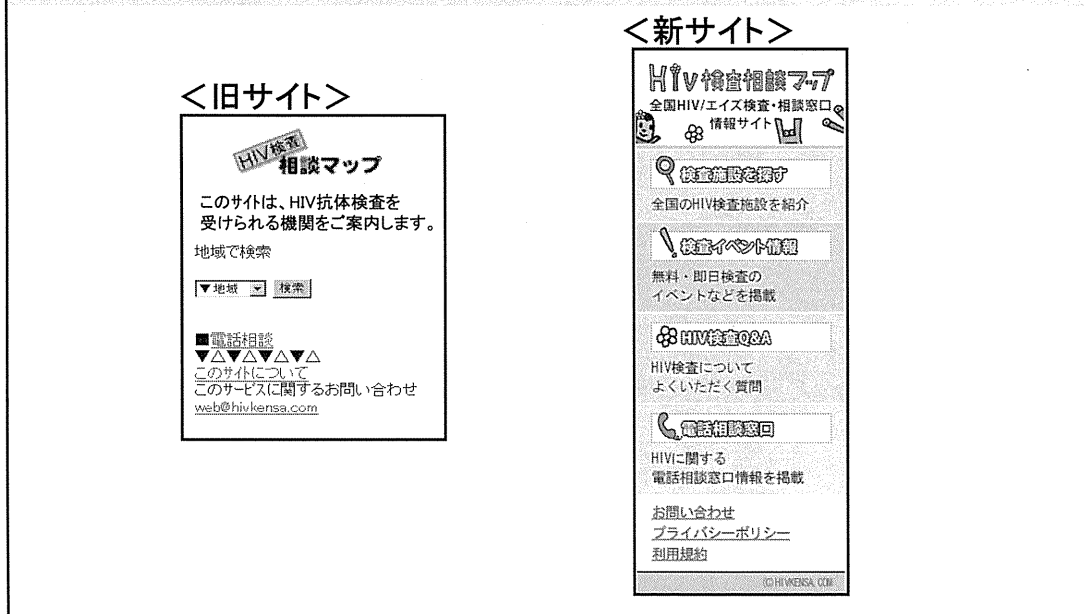 ＜旧サイト＞
HIV検査
相談マップ
このサイトは、HIV抗体検査を
受けられる機関をご案内します。
地域で検索
▼地域 検索
■電話相談
▼△▼△▼△▼△
このサイトについて
このサービスに関するお問い合わせ
web@hivkensa.com
＜新サイト＞
HIV検査相談マップ
全国HIV/エイズ検査・相談窓口
情報サイト
検査施設を探す
全国のHIV検査施設を紹介
検査イベント情報
無料・即日検査の
イベントなどを掲載
HIV検査Q&A
HIV検査について
よくいただく質問
電話相談窓口
HIVに関する
電話相談窓口情報を掲載
お問い合わせ
プライバシーポリシー
利用規約
(C)HIVKENSA.COM